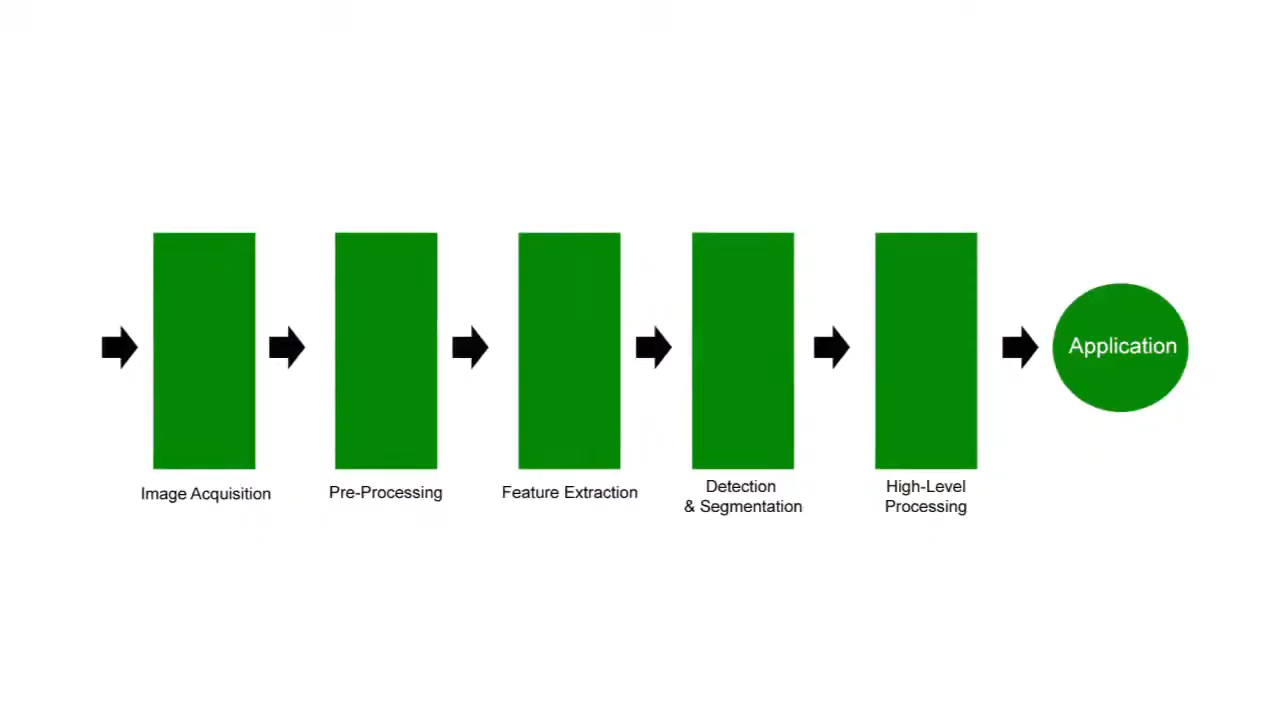 Application
Image Acquisition
Pre-Processing
Feature Extraction
Detection
& Segmentation
High-Level
Processing